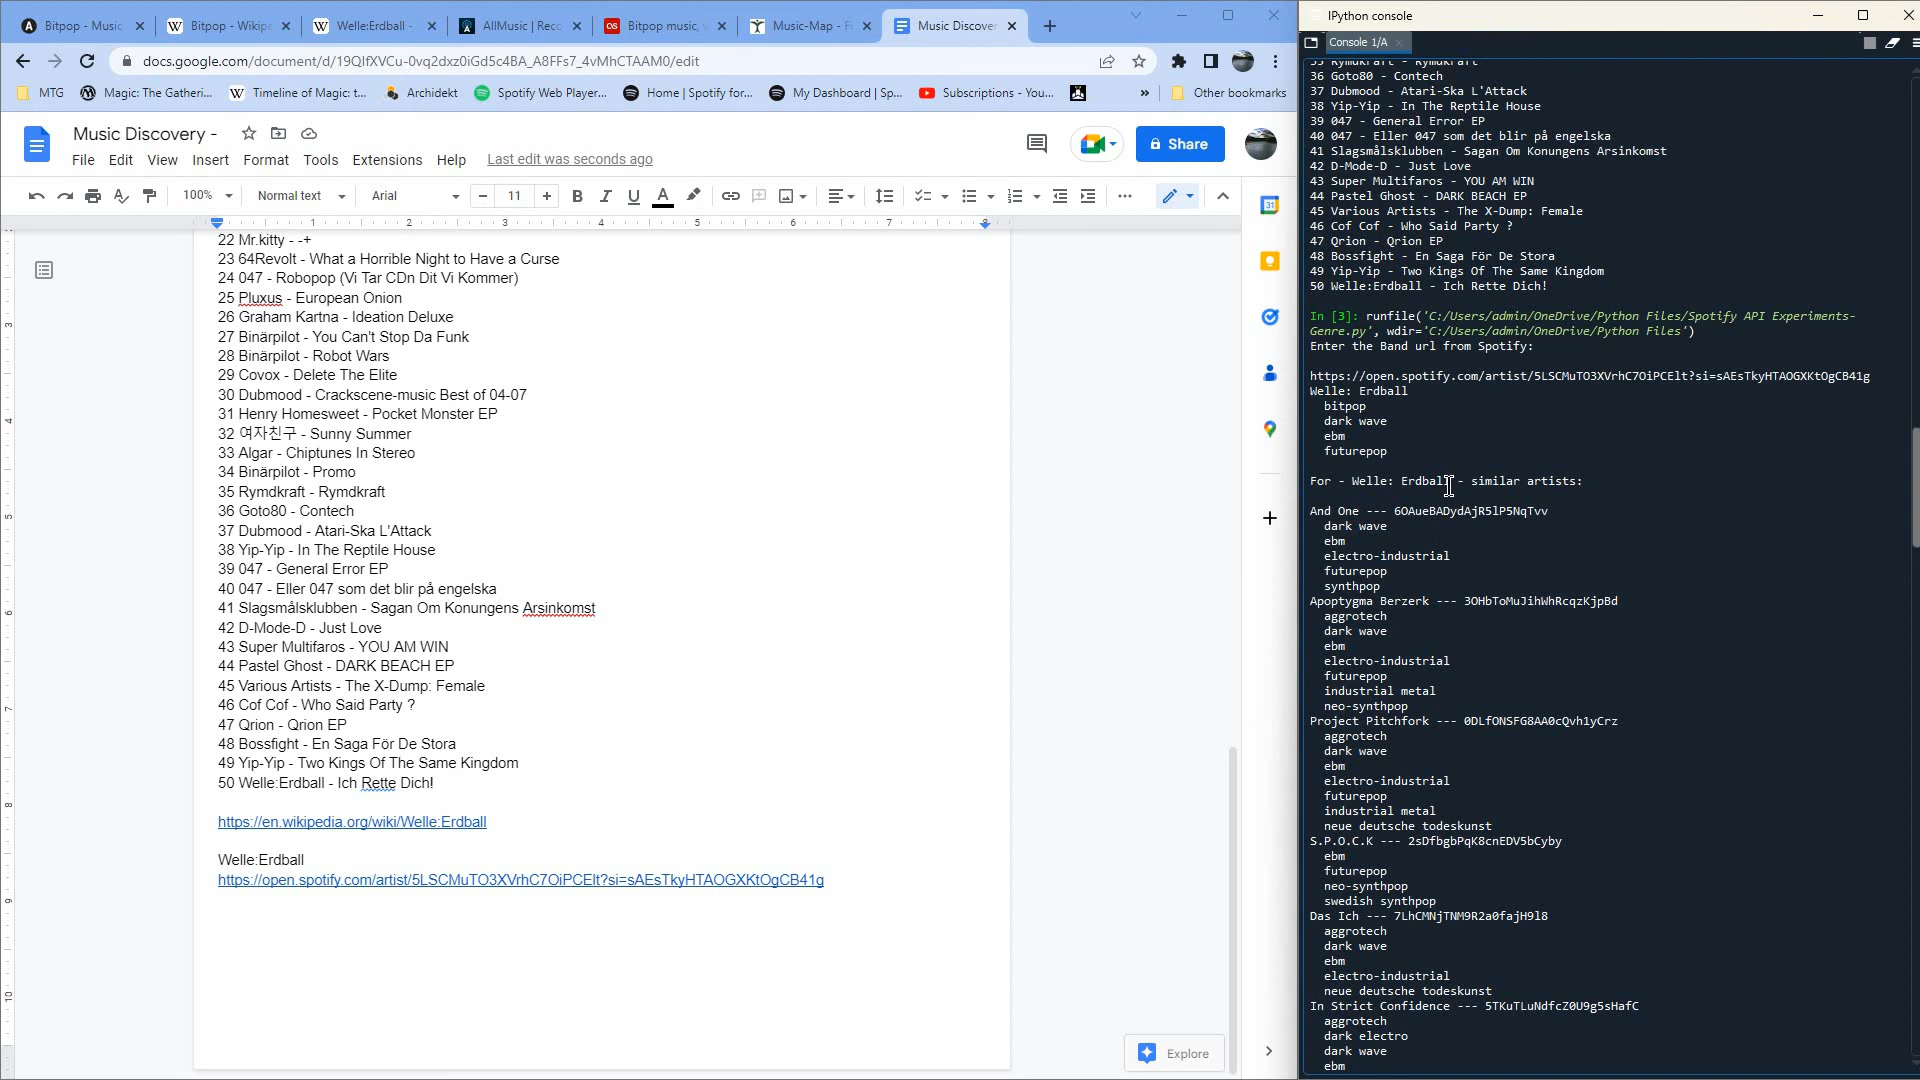 Bitpop - Music
Bitpop - Wikipe
Welle:Erdball -
AllMusic | Reco
Bitpop music, v
Music-Map - Fi
Music Discover
docs.google.com/document/d/19QIfXVCu-0vq2dxz0iGd5c4BA_A8FFs7_4vMhCTAAM0/edit
MTG
Magic: The Gatheri...
Timeline of Magic: t...
Archidekt
Spotify Web Player...
Home | Spotify for...
My Dashboard | Sp...
Subscriptions - You...
»
Other bookmarks
Music Discovery -
File Edit View Insert Format Tools Extensions Help
Last edit was seconds ago
Share
100%
Normal text
Arial
11
1 2 3 4 5 6 7 8
22 Mr.kitty - -+
23 64Revolt - What a Horrible Night to Have a Curse
24 047 - Robopop (Vi Tar CDn Dit Vi Kommer)
25 Pluxus - European Onion
26 Graham Kartna - Ideation Deluxe
27 Binärpilot - You Can't Stop Da Funk
28 Binärpilot - Robot Wars
29 Covox - Delete The Elite
30 Dubmood - Crackscene-music Best of 04-07
31 Henry Homesweet - Pocket Monster EP
32 여자친구 - Sunny Summer
33 Algar - Chiptunes In Stereo
34 Binärpilot - Promo
35 Rymdkraft - Rymdkraft
36 Goto80 - Contech
37 Dubmood - Atari-Ska L'Attack
38 Yip-Yip - In The Reptile House
39 047 - General Error EP
40 047 - Eller 047 som det blir på engelska
41 Slagsmålsklubben - Sagan Om Konungens Arsinkomst
42 D-Mode-D - Just Love
43 Super Multifaros - YOU AM WIN
44 Pastel Ghost - DARK BEACH EP
45 Various Artists - The X-Dump: Female
46 Cof Cof - Who Said Party ?
47 Qrion - Qrion EP
48 Bossfight - En Saga För De Stora
49 Yip-Yip - Two Kings Of The Same Kingdom
50 Welle:Erdball - Ich Rette Dich!
https://en.wikipedia.org/wiki/Welle:Erdball
Welle:Erdball
https://open.spotify.com/artist/5LSCMuTO3XVrhC7OiPCElt?si=sAEsTkyHTAOGXKtOgCB41g
3
4
5
6
7
8
9
10
31
Explore
IPython console
Console 1/A
35 Rymdkraft - Rymdkraft
36 Goto80 - Contech
37 Dubmood - Atari-Ska L'Attack
38 Yip-Yip - In The Reptile House
39 047 - General Error EP
40 047 - Eller 047 som det blir på engelska
41 Slagsmålsklubben - Sagan Om Konungens Arsinkomst
42 D-Mode-D - Just Love
43 Super Multifaros - YOU AM WIN
44 Pastel Ghost - DARK BEACH EP
45 Various Artists - The X-Dump: Female
46 Cof Cof - Who Said Party ?
47 Qrion - Qrion EP
48 Bossfight - En Saga För De Stora
49 Yip-Yip - Two Kings Of The Same Kingdom
50 Welle:Erdball - Ich Rette Dich!
In [3]: runfile('C:/Users/admin/OneDrive/Python Files/Spotify API Experiments-
Genre.py', wdir='C:/Users/admin/OneDrive/Python Files')
Enter the Band url from Spotify:
https://open.spotify.com/artist/5LSCMuTO3XVrhC7OiPCElt?si=sAEsTkyHTAOGXKtOgCB41g
Welle: Erdball
bitpop
dark wave
ebm
futurepop
For - Welle: Erdball - similar artists:
And One --- 6OAueBADydAjR5lP5NqTvv
dark wave
ebm
electro-industrial
futurepop
synthpop
Apoptygma Berzerk --- 3OHbToMuJihWhRcqzKjpBd
aggrotech
dark wave
ebm
electro-industrial
futurepop
industrial metal
neo-synthpop
Project Pitchfork --- 0DLfONSFG8AA0cQvh1yCrz
aggrotech
dark wave
ebm
electro-industrial
futurepop
industrial metal
neue deutsche todeskunst
S.P.O.C.K --- 2sDfbgbPqK8cnEDV5bCyby
ebm
futurepop
neo-synthpop
swedish synthpop
Das Ich --- 7LhCMNjTNM9R2a0fajH9l8
aggrotech
dark wave
ebm
electro-industrial
neue deutsche todeskunst
In Strict Confidence --- 5TKuTLuNdfcZ0U9g5sHafC
aggrotech
dark electro
dark wave
ebm